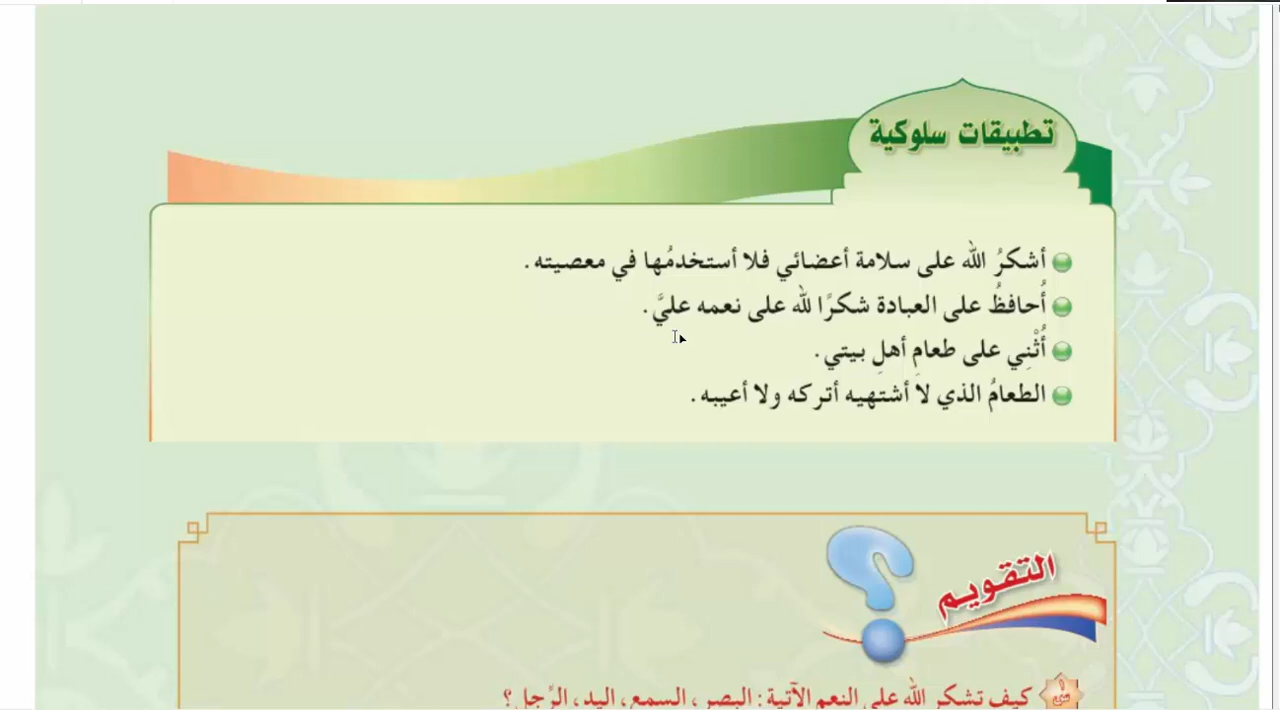 تطبيقات سلوكية
أشكرُ الله على سلامة أعضائي فلا أستخدمُها في معصيته .
أُحافظُ على العبادة شكرًا لله على نعمه عليَّ .
أُثْنِي على طعامِ أهلِ بيتي .
الطعامُ الذي لا أشتهيه أتركه ولا أعيبه .
التقويم
؟
س١ كيف تشكر الله على النعم الآتية : البصر ، السمع ، اليد ، الرِّجل ؟